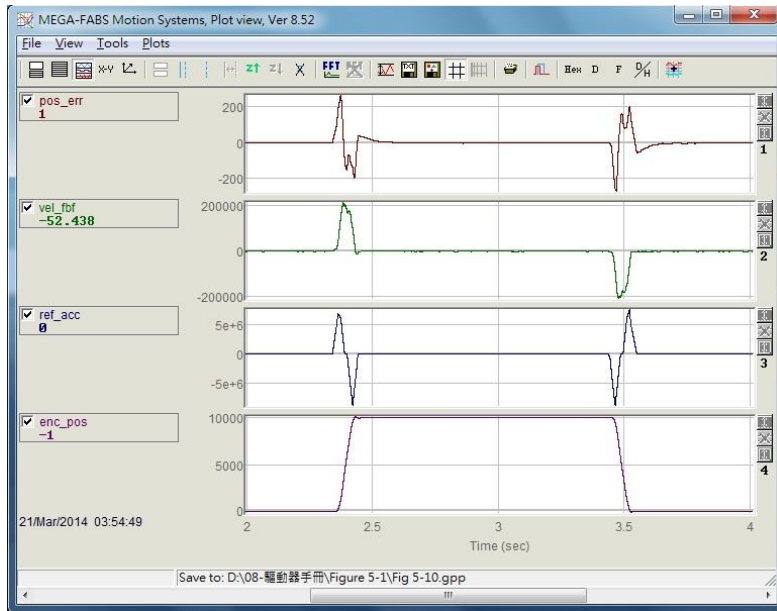 MEGA-FABS Motion Systems, Plot view, Ver 8.52
File View Tools Plots
X-Y FFT TXT Hex D F D/H
pos_err
1
200
0
-200
1
vel_fbf
-52.438
200000
0
-200000
2
ref_acc
0
5e+6
0
-5e+6
3
enc_pos
-1
10000
5000
0
4
21/Mar/2014 03:54:49
2 2.5 3 3.5 4
Time (sec)
Save to: D:\08-驅動器手冊\Figure 5-1\Fig 5-10.gpp